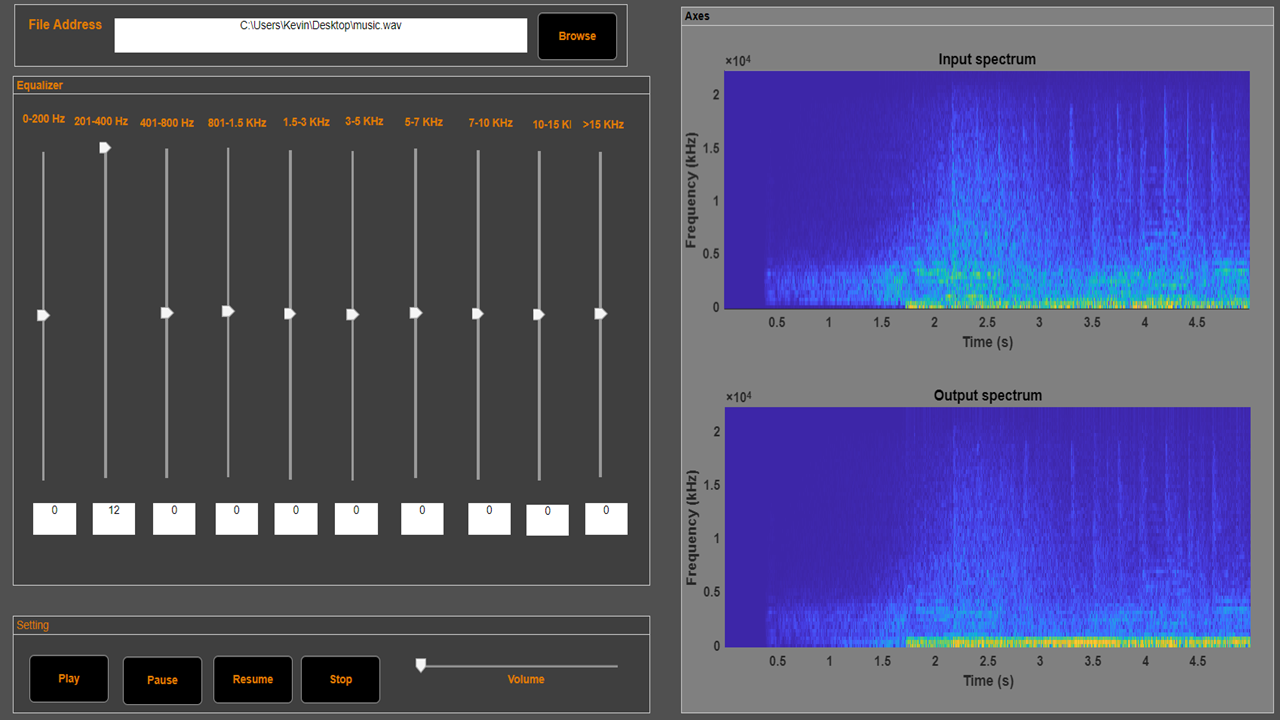 File Address
C:\Users\Kevin\Desktop\music.wav
Browse
Equalizer
0-200 Hz 201-400 Hz 401-800 Hz 801-1.5 KHz 1.5-3 KHz 3-5 KHz 5-7 KHz 7-10 KHz 10-15 K >15 KHz
0 12 0 0 0 0 0 0 0 0
Setting
Play Pause Resume Stop
Volume
Axes
Input spectrum
×10⁴
2
1.5
1
0.5
0
Frequency (kHz)
0.5 1 1.5 2 2.5 3 3.5 4 4.5
Time (s)
Output spectrum
×10⁴
2
1.5
1
0.5
0
Frequency (kHz)
0.5 1 1.5 2 2.5 3 3.5 4 4.5
Time (s)